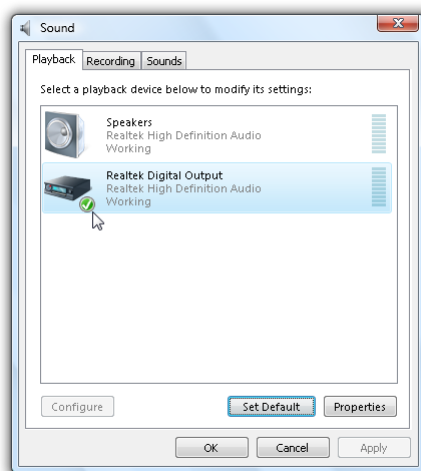 Sound
Playback
Recording
Sounds
Select a playback device below to modify its settings:
Speakers
Realtek High Definition Audio
Working
Realtek Digital Output
Realtek High Definition Audio
Working
Configure
Set Default
Properties
OK
Cancel
Apply